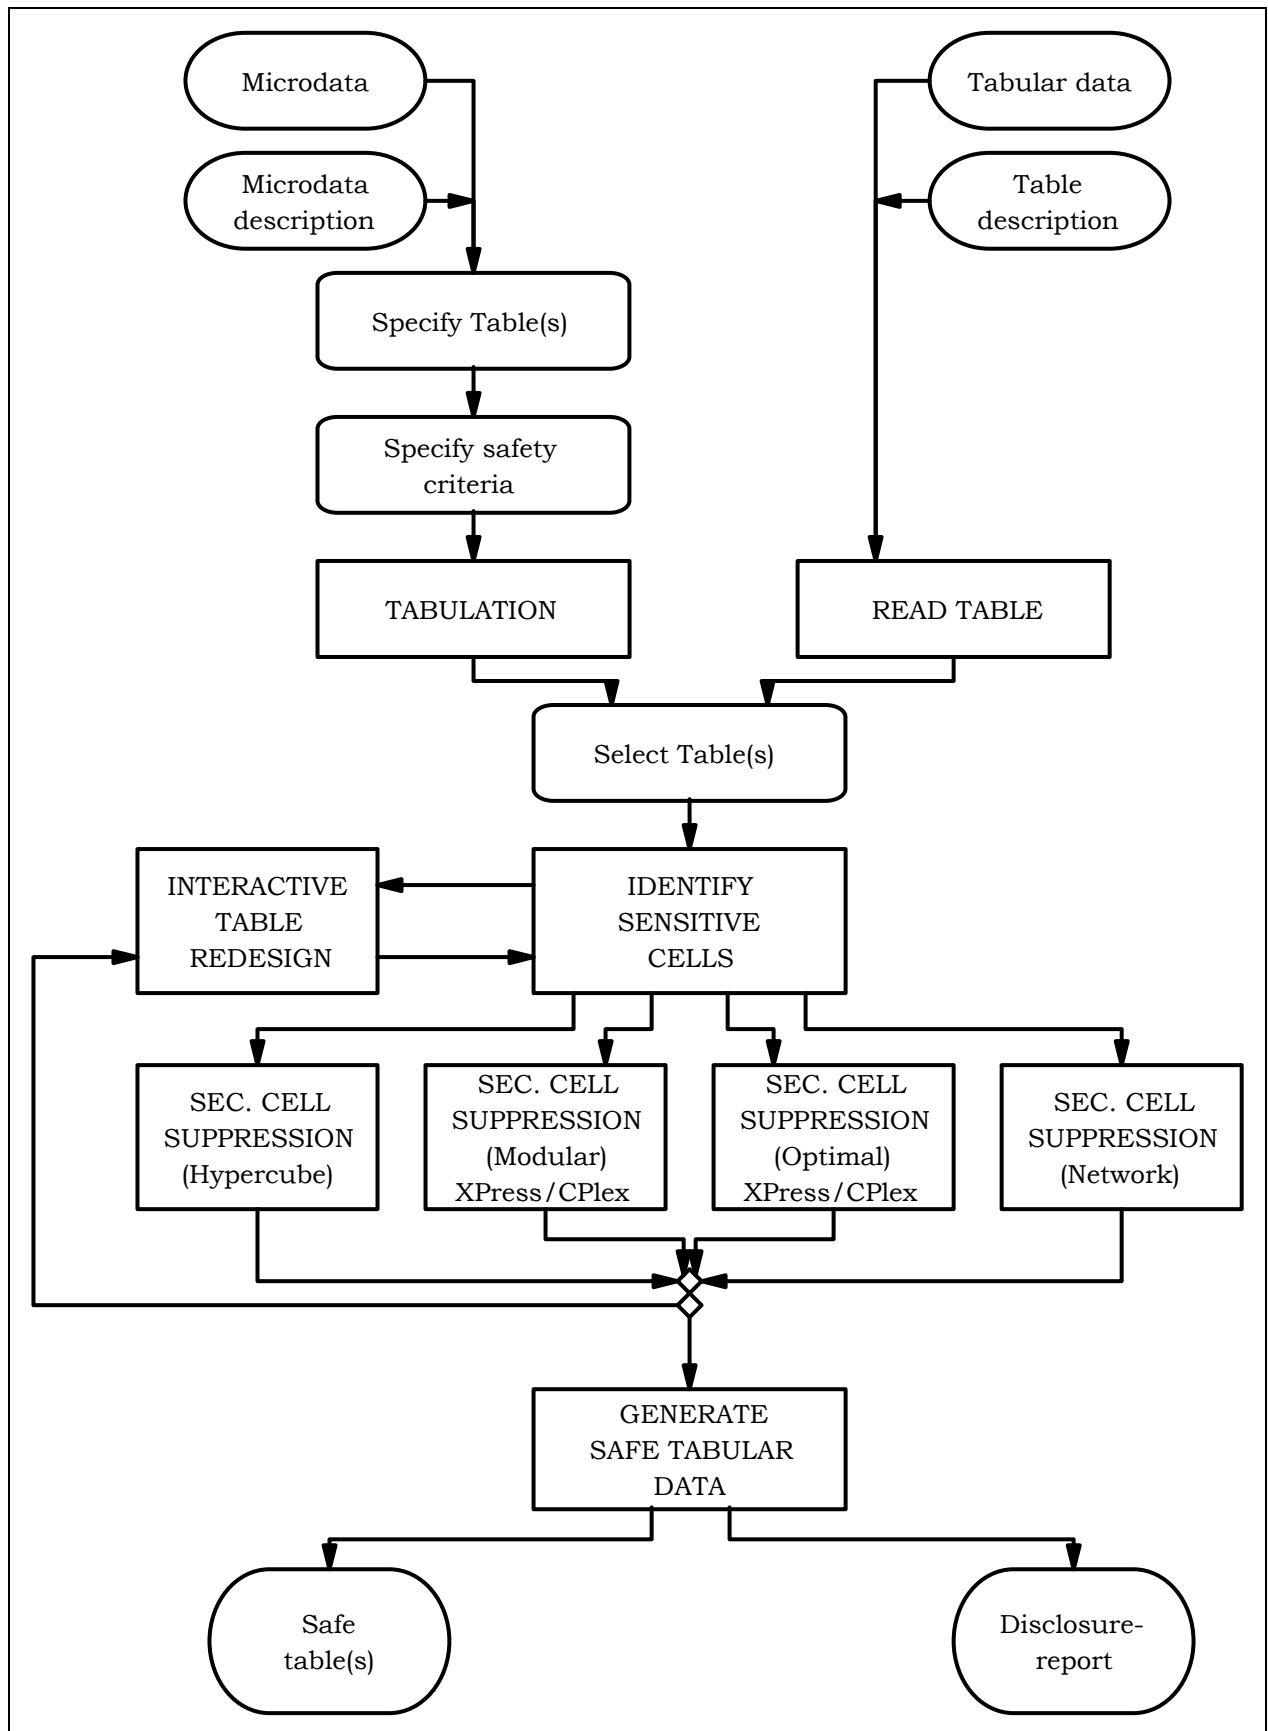 Microdata
Tabular data
Microdata
description
Table
description
Specify Table(s)
Specify safety
criteria
TABULATION
READ TABLE
Select Table(s)
INTERACTIVE
TABLE
REDESIGN
IDENTIFY
SENSITIVE
CELLS
SEC. CELL
SUPPRESSION
(Hypercube)
SEC. CELL
SUPPRESSION
(Modular)
XPress/CPlex
SEC. CELL
SUPPRESSION
(Optimal)
XPress/CPlex
SEC. CELL
SUPPRESSION
(Network)
GENERATE
SAFE TABULAR
DATA
Safe
table(s)
Disclosure-
report